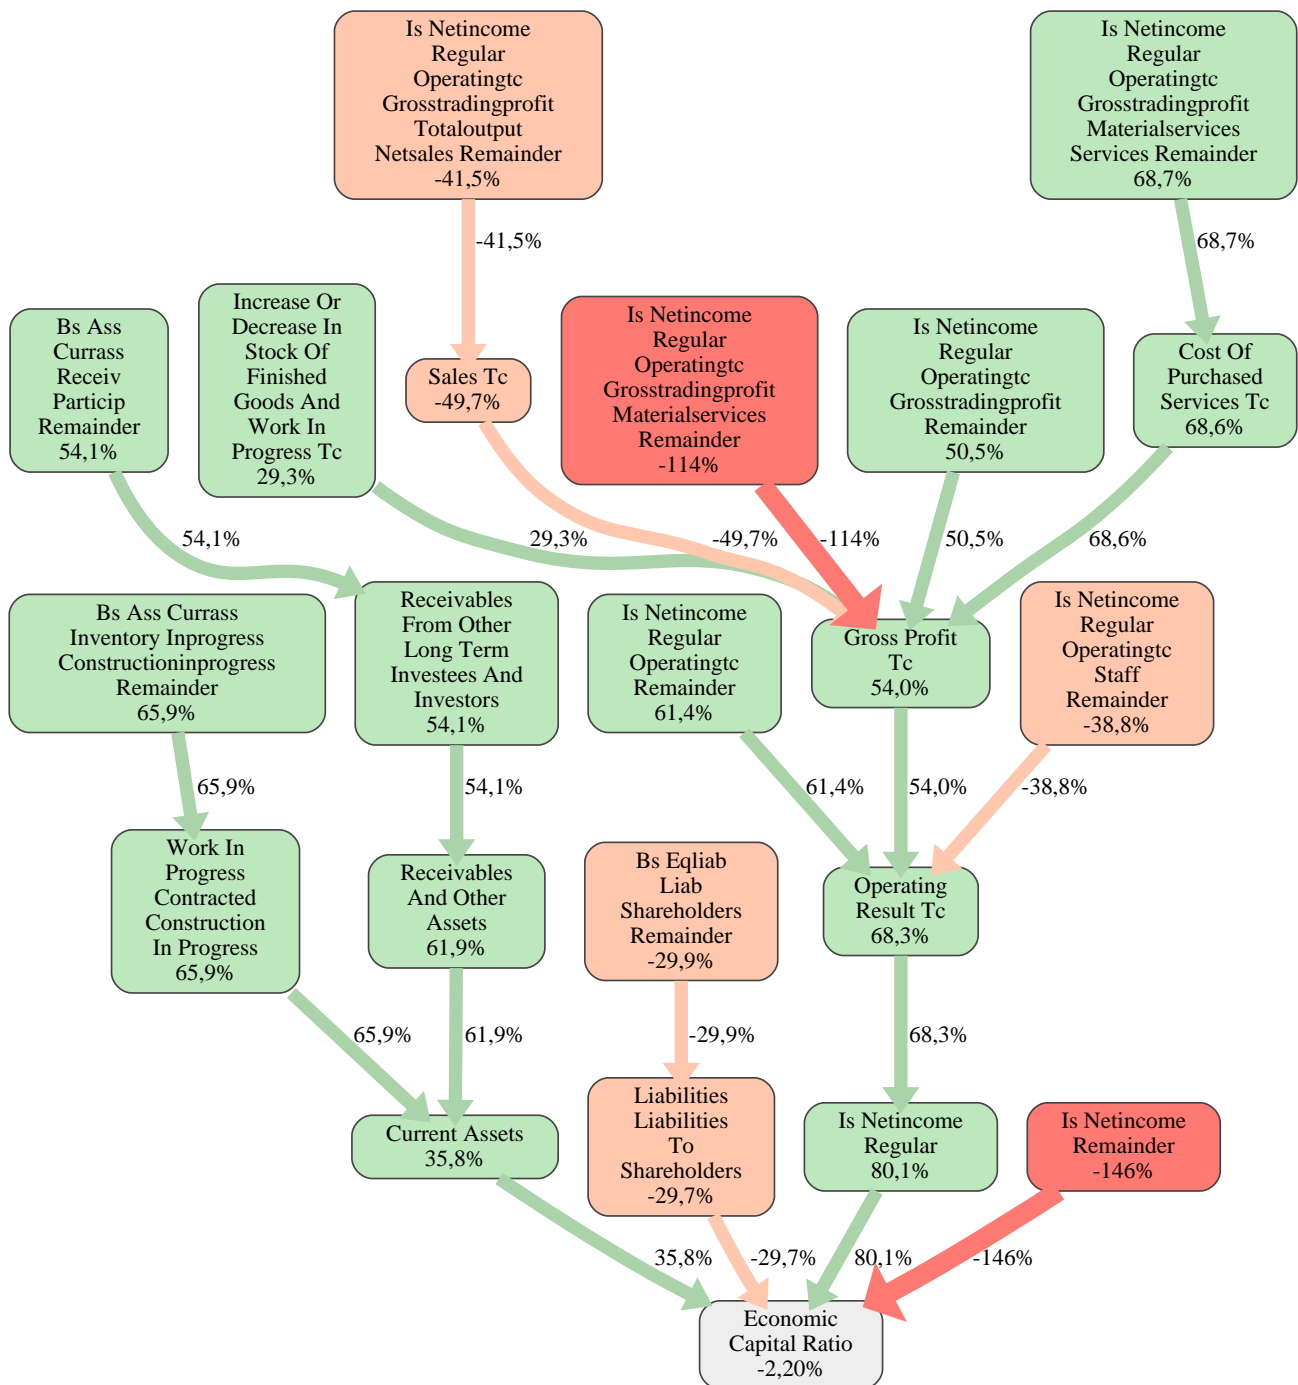 Is Netincome
Regular
Operatingtc
Grosstradingprofit
Totaloutput
Netsales Remainder
-41,5%
Is Netincome
Regular
Operatingtc
Grosstradingprofit
Materialservices
Services Remainder
68,7%
-41,5%
68,7%
Bs Ass
Currass
Receiv
Particip
Remainder
54,1%
Increase Or
Decrease In
Stock Of
Finished
Goods And
Work In
Progress Tc
29,3%
Sales Tc
-49,7%
Is Netincome
Regular
Operatingtc
Grosstradingprofit
Materialservices
Remainder
-114%
Is Netincome
Regular
Operatingtc
Grosstradingprofit
Remainder
50,5%
Cost Of
Purchased
Services Tc
68,6%
54,1%
29,3%
-49,7%
-114%
50,5%
68,6%
Bs Ass Currass
Inventory Inprogress
Constructioninprogress
Remainder
65,9%
Receivables
From Other
Long Term
Investees And
Investors
54,1%
Is Netincome
Regular
Operatingtc
Remainder
61,4%
Gross Profit
Tc
54,0%
Is Netincome
Regular
Operatingtc
Staff
Remainder
-38,8%
65,9%
54,1%
61,4%
54,0%
-38,8%
Work In
Progress
Contracted
Construction
In Progress
65,9%
Receivables
And Other
Assets
61,9%
Bs Eqliab
Liab
Shareholders
Remainder
-29,9%
Operating
Result Tc
68,3%
65,9%
61,9%
-29,9%
68,3%
Current Assets
35,8%
Liabilities
Liabilities
To
Shareholders
-29,7%
Is Netincome
Regular
80,1%
Is Netincome
Remainder
-146%
35,8%
-29,7%
80,1%
-146%
Economic
Capital Ratio
-2,20%